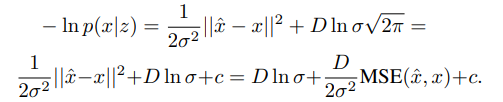 − ln p(x|z) = 1/(2σ²) ||x̂ − x||² + D ln σ√(2π) =
1/(2σ²) ||x̂−x||²+D ln σ+c = D ln σ+ D/(2σ²) MSE(x̂, x)+c.